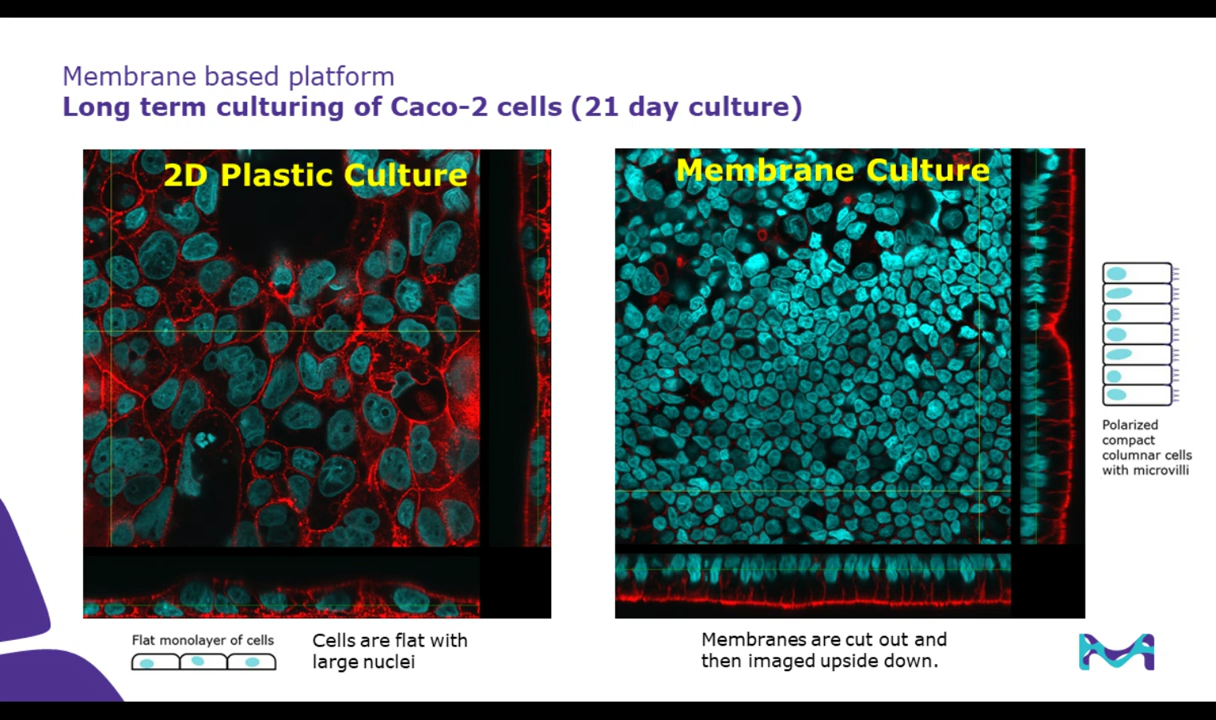 Membrane based platform
Long term culturing of Caco-2 cells (21 day culture)
2D Plastic Culture
Membrane Culture
Polarized
compact
columnar cells
with microvilli
Flat monolayer of cells
Cells are flat with
large nuclei
Membranes are cut out and
then imaged upside down.